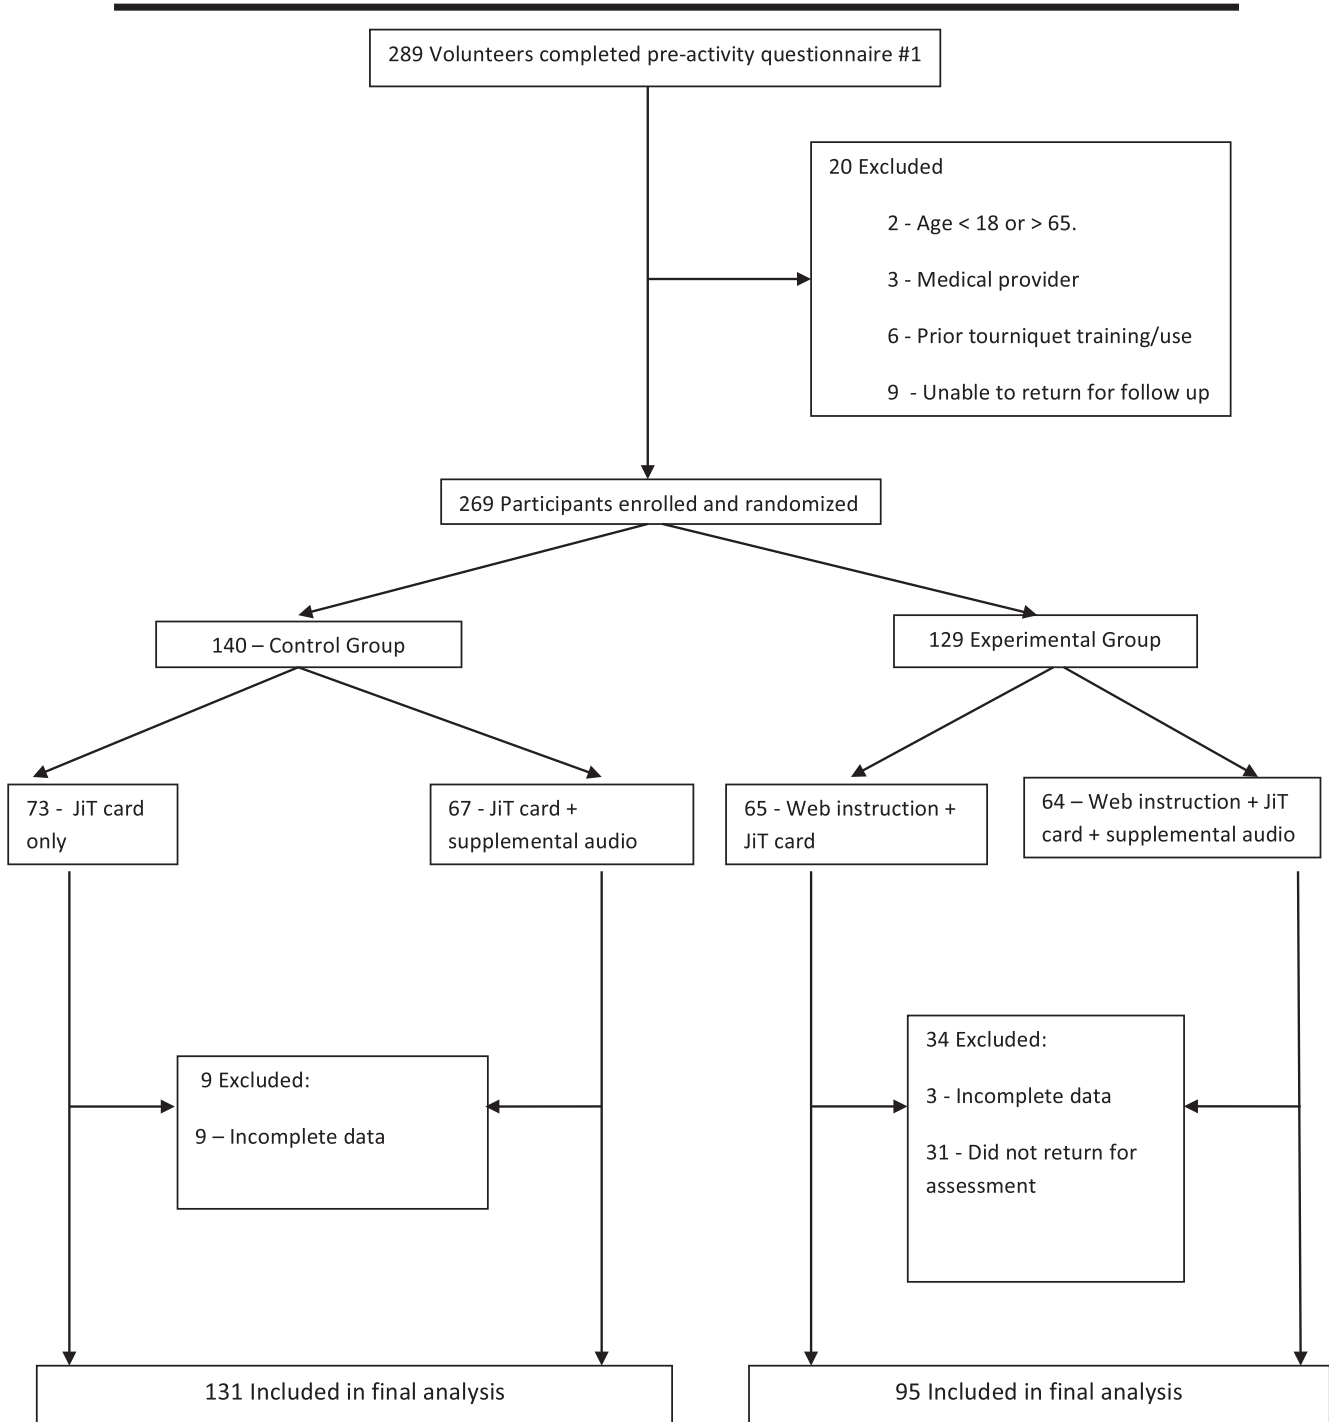 289 Volunteers completed pre-activity questionnaire #1
20 Excluded
2 - Age < 18 or > 65.
3 - Medical provider
6 - Prior tourniquet training/use
9 - Unable to return for follow up
269 Participants enrolled and randomized
140 – Control Group
129 Experimental Group
73 - JiT card
only
67 - JiT card +
supplemental audio
65 - Web instruction +
JiT card
64 – Web instruction + JiT
card + supplemental audio
9 Excluded:
9 – Incomplete data
34 Excluded:
3 - Incomplete data
31 - Did not return for
assessment
131 Included in final analysis
95 Included in final analysis